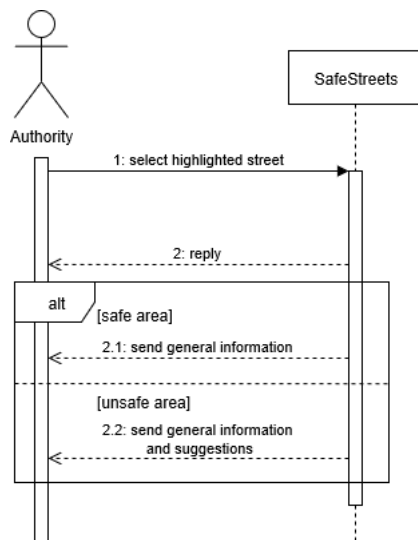 SafeStreets
Authority
1: select highlighted street
2: reply
alt
[safe area]
2.1: send general information
[unsafe area]
2.2: send general information
and suggestions